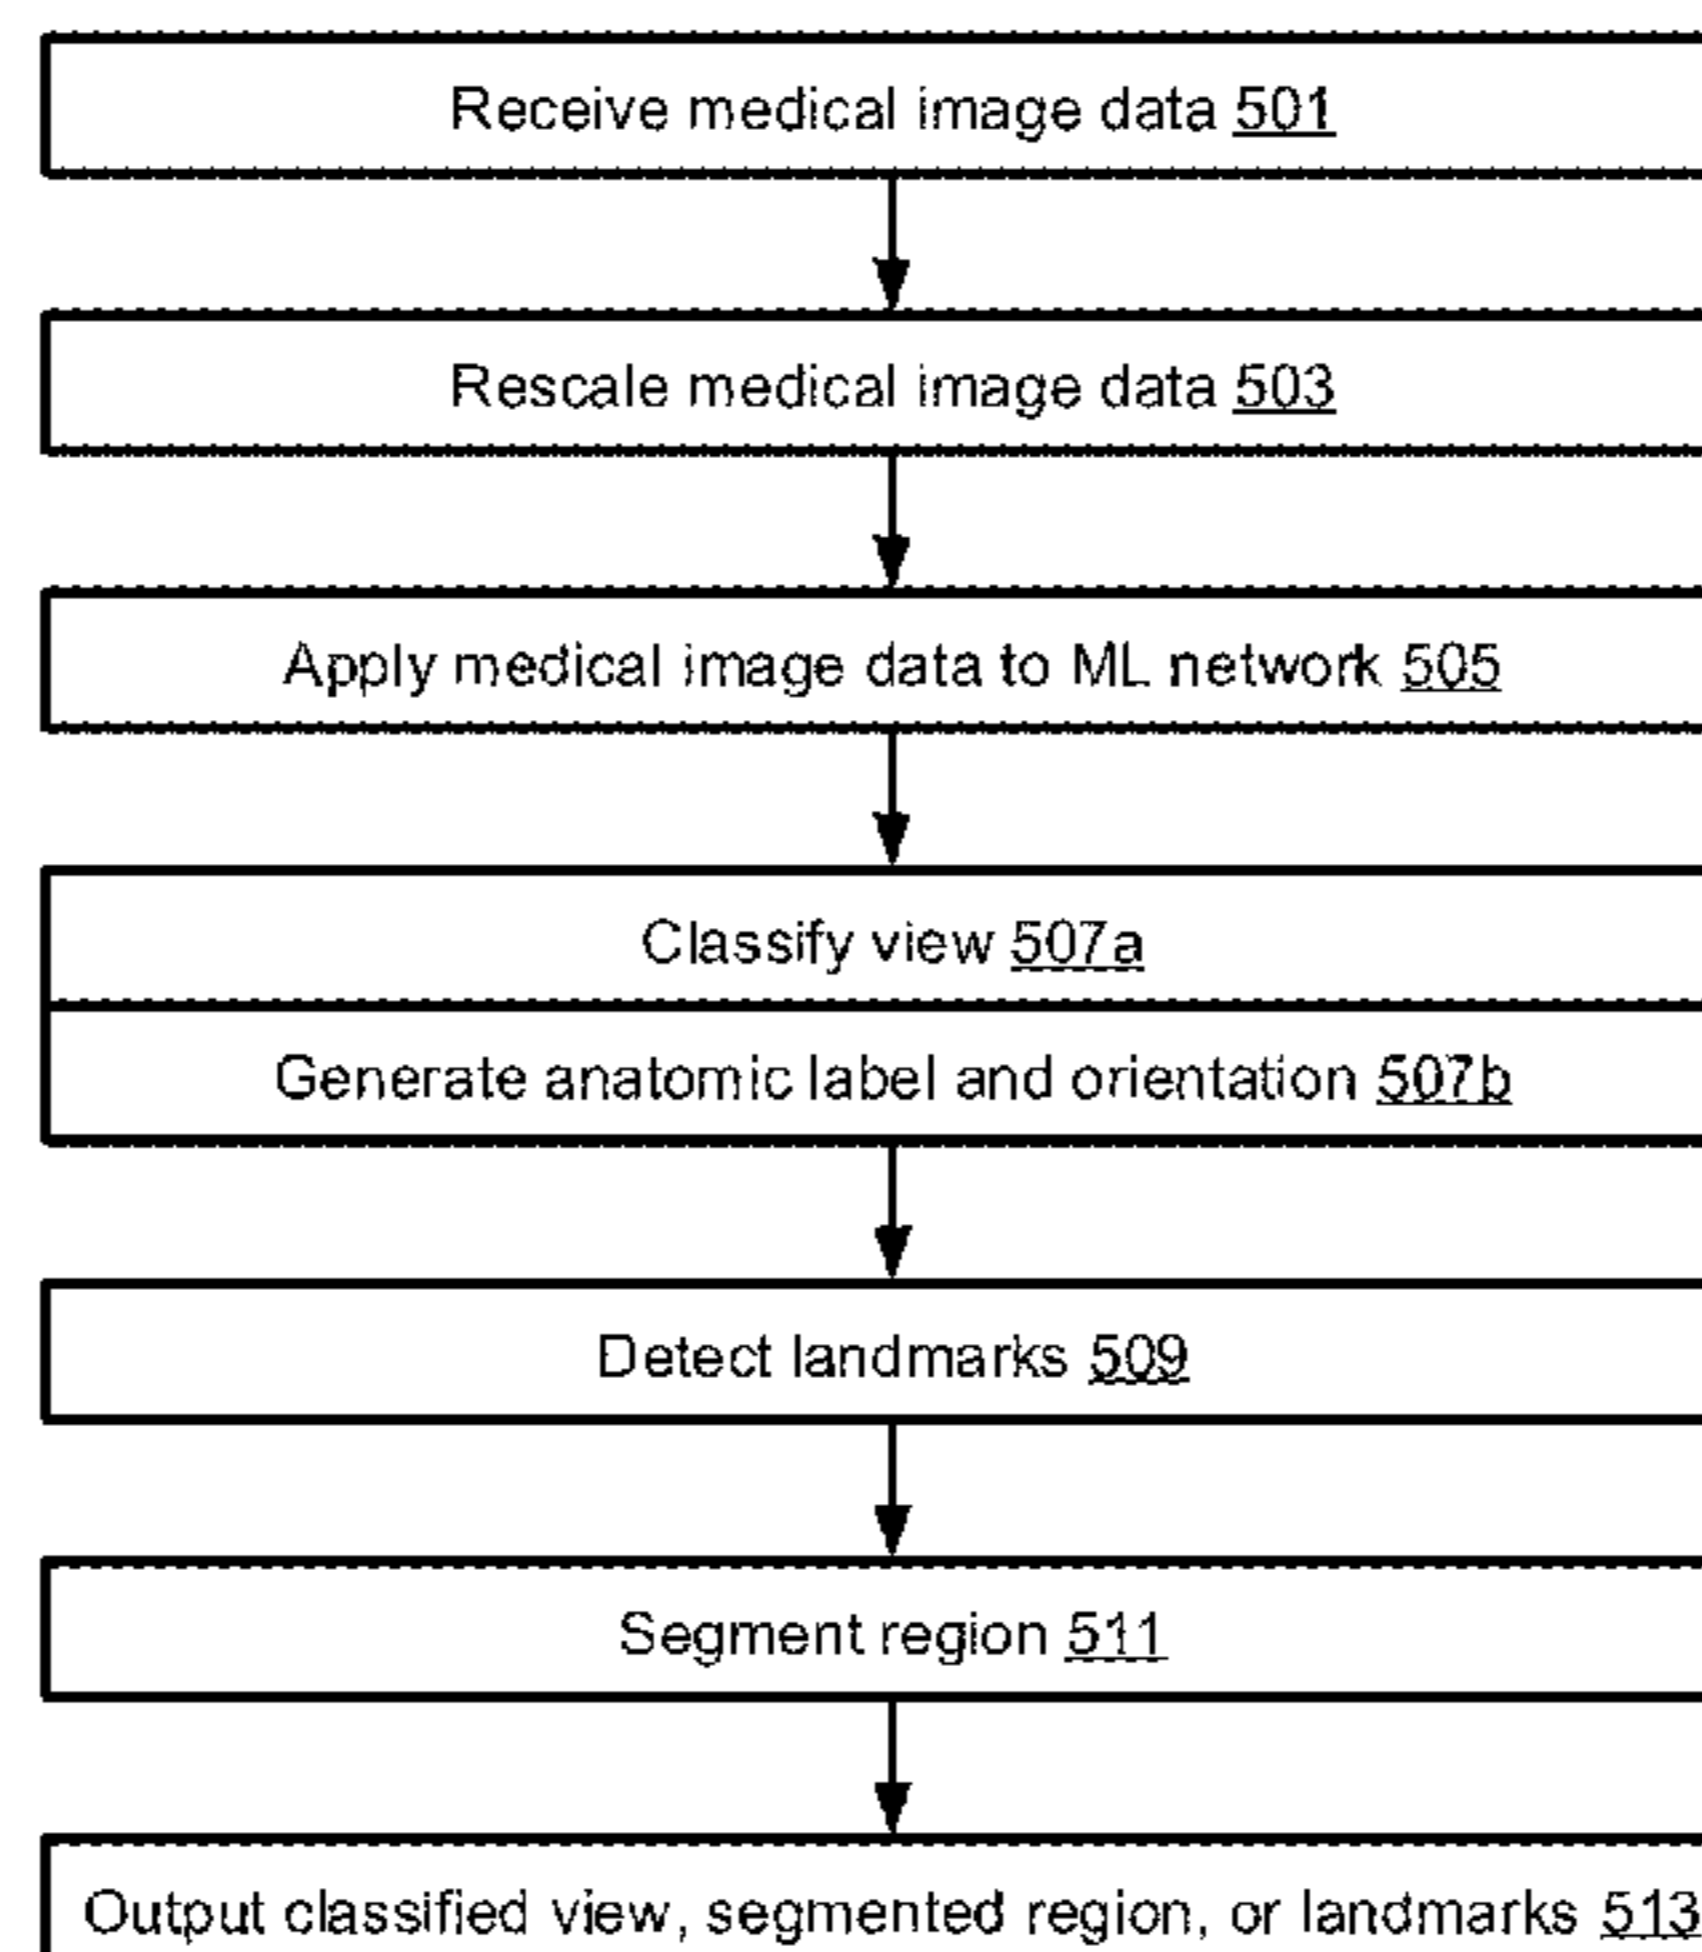 Receive medical image data 501
Rescale medical image data 503
Apply medical image data to ML network 505
Classify view 507a
Generate anatomic label and orientation 507b
Detect landmarks 509
Segment region 511
Output classified view, segmented region, or landmarks 513